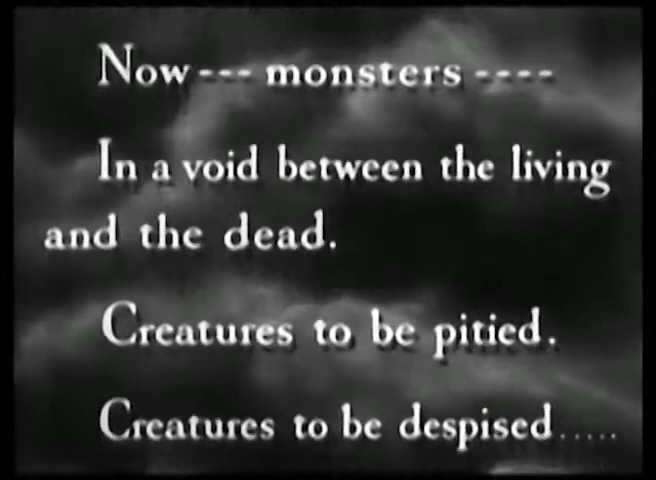 Now --- monsters ----
In a void between the living
and the dead.
Creatures to be pitied.
Creatures to be despised.....